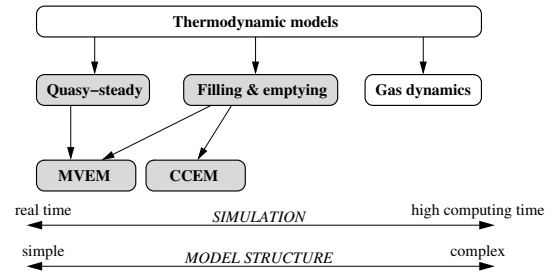 Thermodynamic models
Quasy-steady Filling & emptying Gas dynamics
MVEM CCEM
real time SIMULATION high computing time
simple MODEL STRUCTURE complex